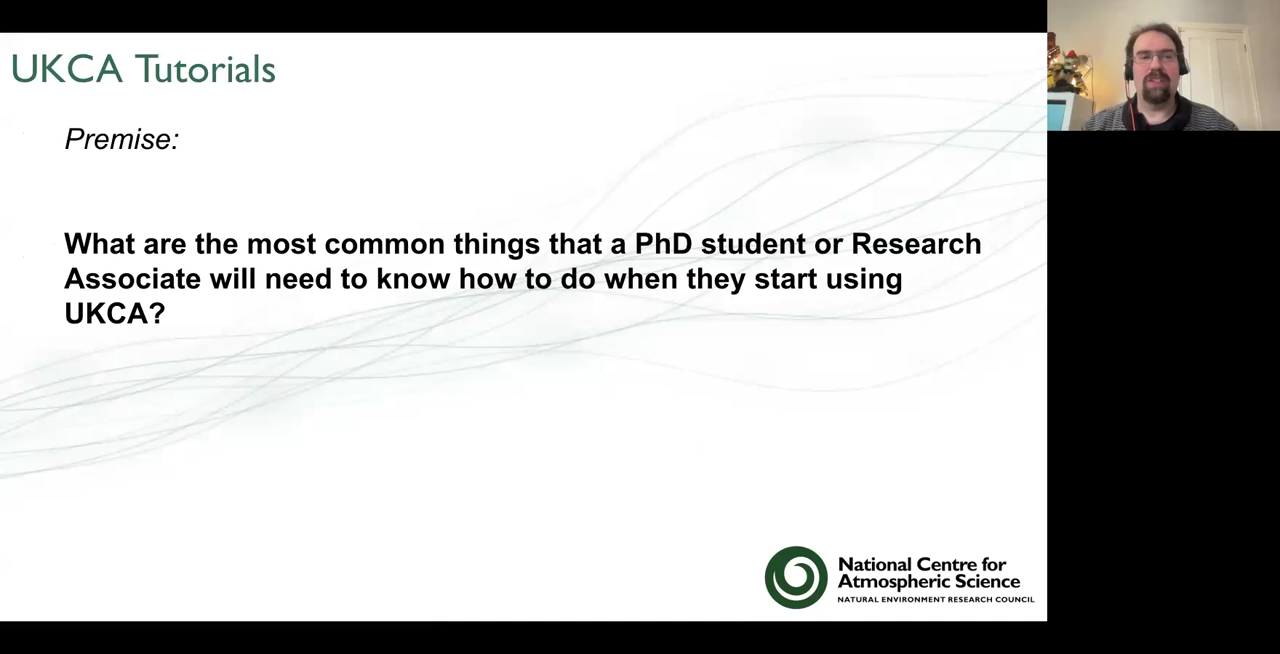 UKCA Tutorials
Premise:
What are the most common things that a PhD student or Research
Associate will need to know how to do when they start using
UKCA?
National Centre for
Atmospheric Science
NATURAL ENVIRONMENT RESEARCH COUNCIL